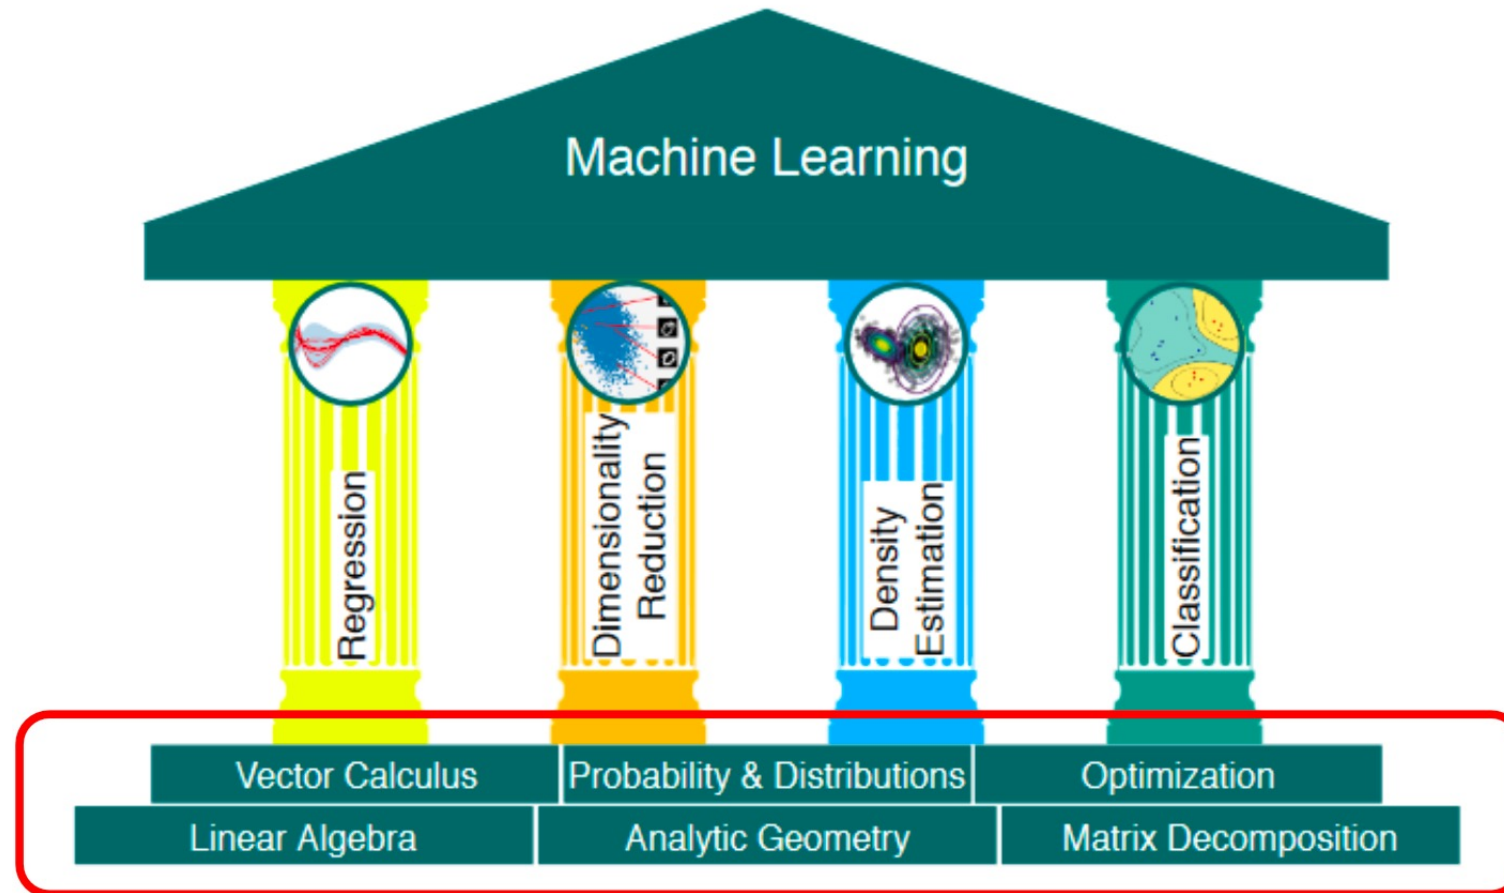 Machine Learning
Regression
Dimensionality
Reduction
Density
Estimation
Classification
Vector Calculus
Probability & Distributions
Optimization
Linear Algebra
Analytic Geometry
Matrix Decomposition